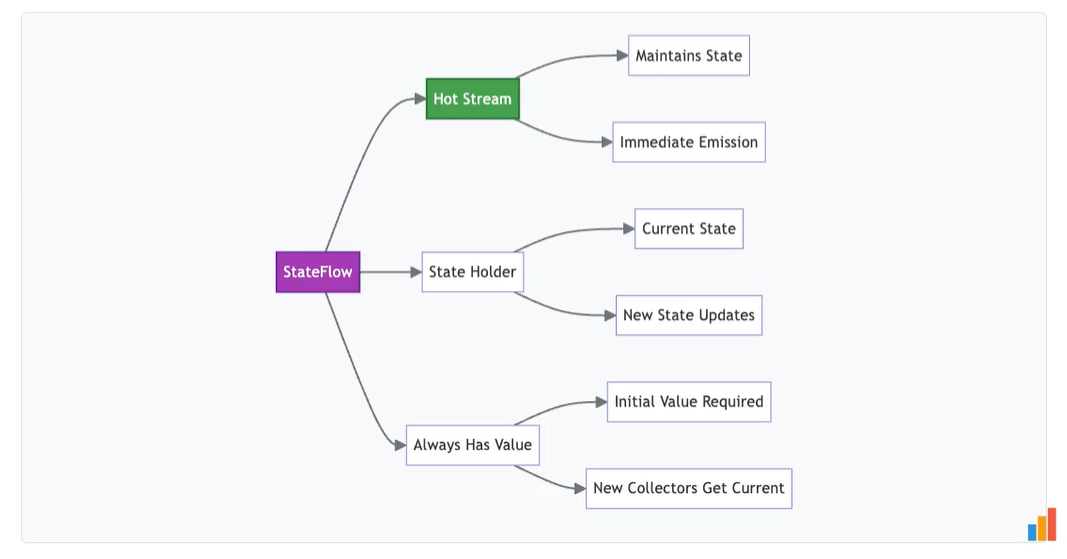 Maintains State
Hot Stream
Immediate Emission
Current State
StateFlow
State Holder
New State Updates
Initial Value Required
Always Has Value
New Collectors Get Current